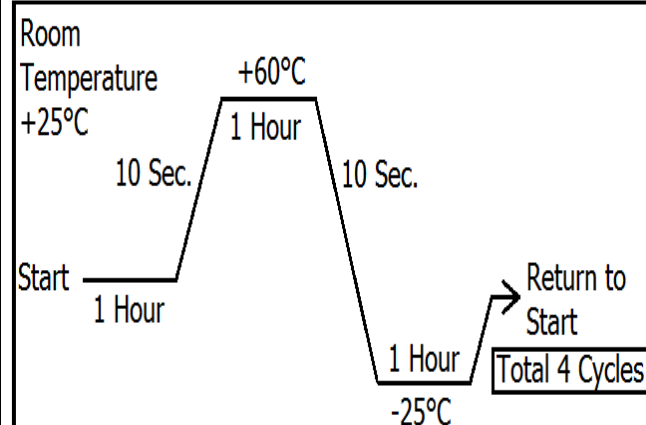 Room
Temperature
+25°C
+60°C
1 Hour
10 Sec.
10 Sec.
Start
1 Hour
Return to
Start
1 Hour
Total 4 Cycles
-25°C